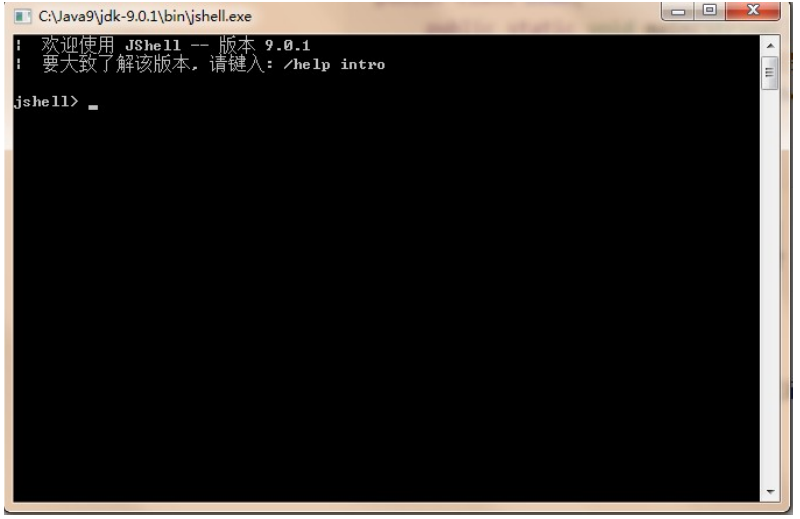 C:\Java9\jdk-9.0.1\bin\jshell.exe
|  欢迎使用 JShell -- 版本 9.0.1
|  要大致了解该版本, 请键入: /help intro
jshell>